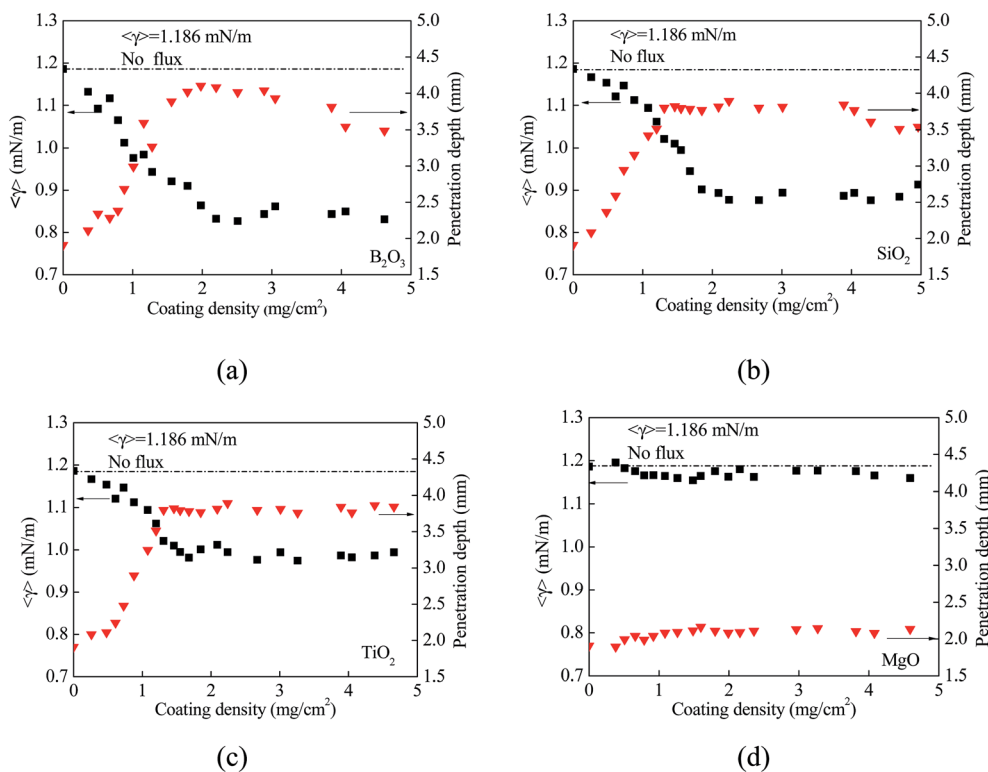 <γ>=1.186 mN/m
No flux
<γ> (mN/m)
1.3
1.2
1.1
1.0
0.9
0.8
0.7
5.0
4.5
4.0
3.5
3.0
2.5
2.0
1.5
Penetration depth (mm)
B₂O₃
0 1 2 3 4 5
Coating density (mg/cm²)
(a)
<γ>=1.186 mN/m
No flux
<γ> (mN/m)
1.3
1.2
1.1
1.0
0.9
0.8
0.7
5.0
4.5
4.0
3.5
3.0
2.5
2.0
1.5
Penetration depth (mm)
SiO₂
0 1 2 3 4 5
Coating density (mg/cm²)
(b)
<γ>=1.186 mN/m
No flux
<γ> (mN/m)
1.3
1.2
1.1
1.0
0.9
0.8
0.7
5.0
4.5
4.0
3.5
3.0
2.5
2.0
1.5
Penetration depth (mm)
TiO₂
0 1 2 3 4 5
Coating density (mg/cm²)
(c)
<γ>=1.186 mN/m
No flux
<γ> (mN/m)
1.3
1.2
1.1
1.0
0.9
0.8
0.7
5.0
4.5
4.0
3.5
3.0
2.5
2.0
1.5
Penetration depth (mm)
MgO
0 1 2 3 4 5
Coating density (mg/cm²)
(d)